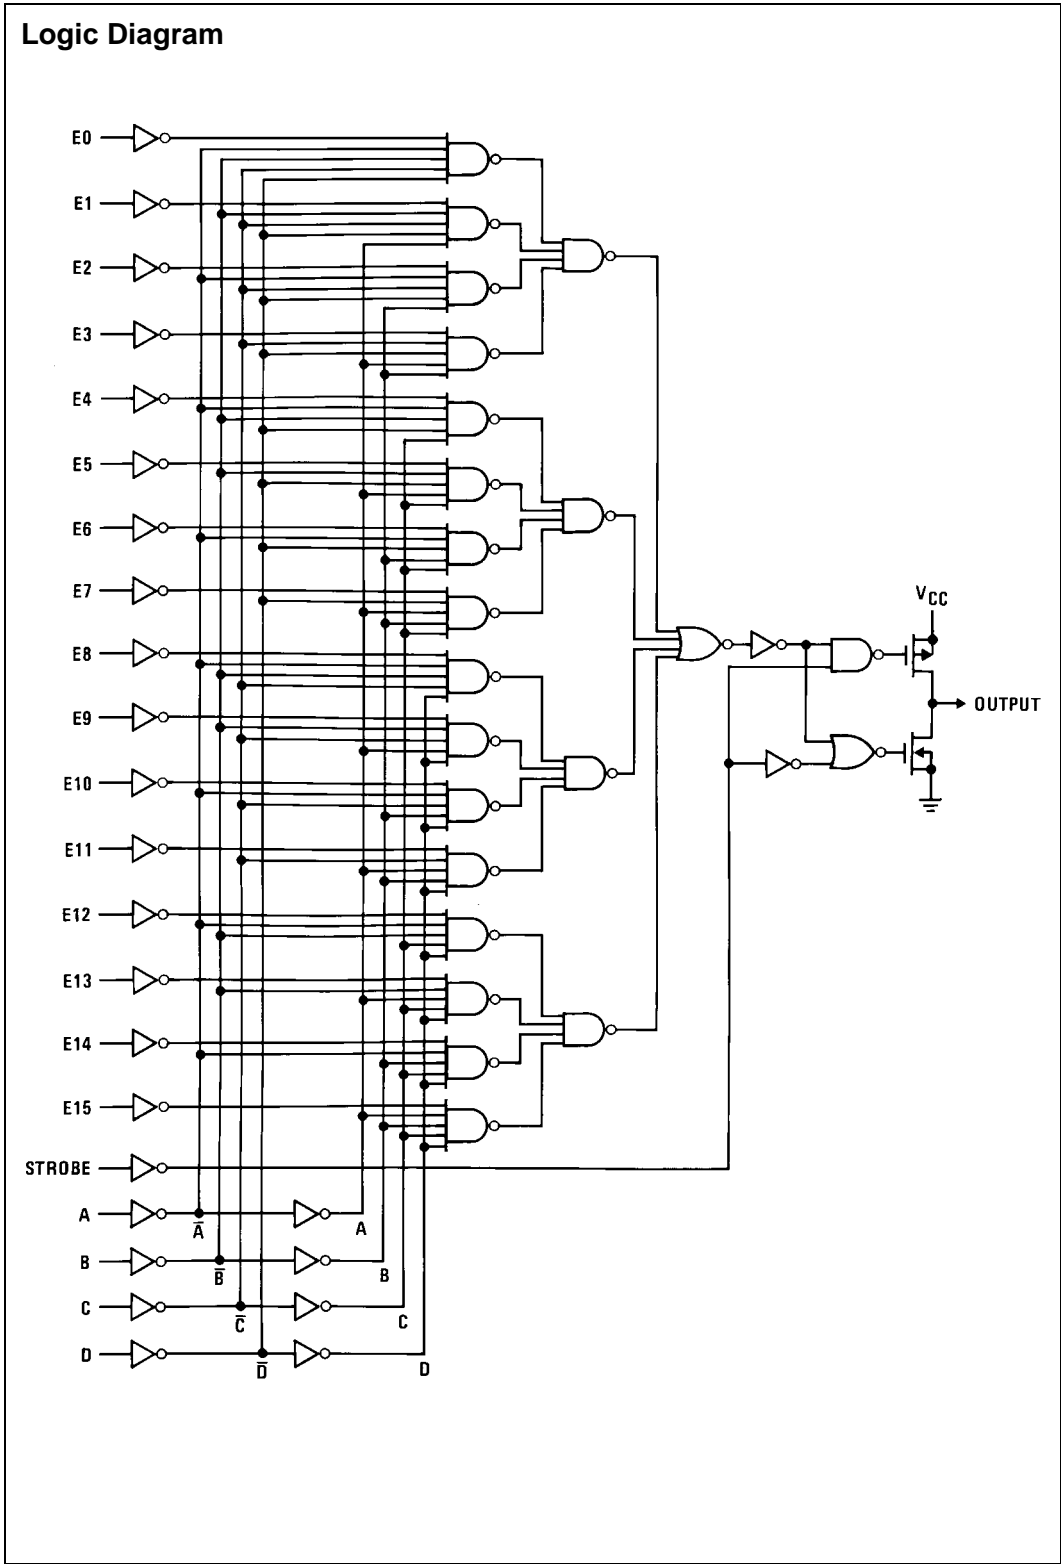 Logic Diagram
E0
E1
E2
E3
E4
E5
E6
E7
VCC
E8
OUTPUT
E9
E10
E11
E12
E13
E14
E15
STROBE
A
A̅
A
B
B̅
B
C
C̅
C
D
D̅
D